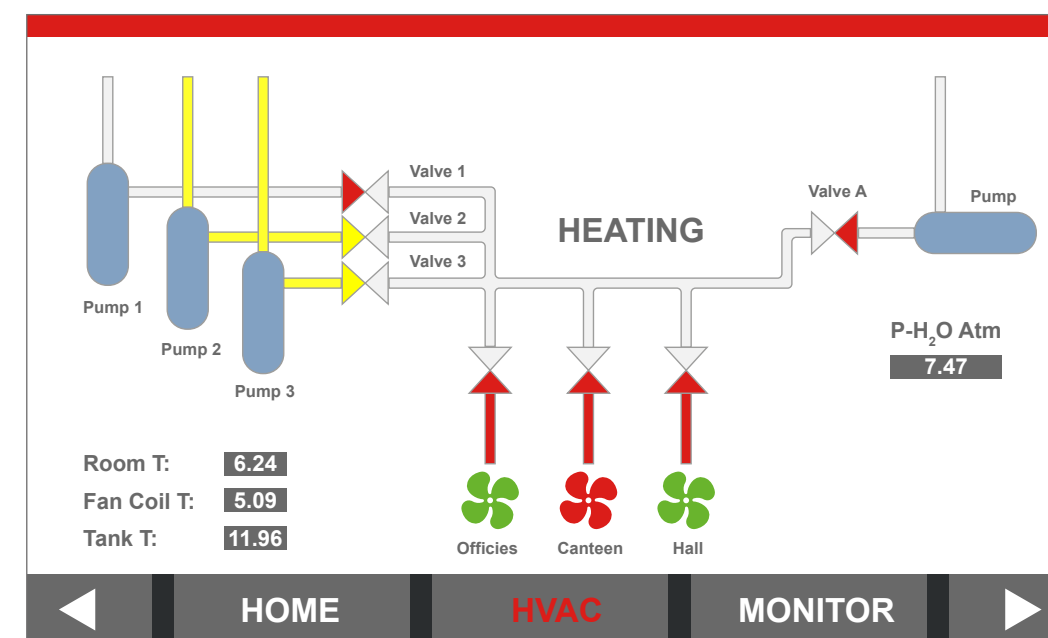 Valve 1
Valve 2
Valve 3
HEATING
Valve A
Pump
Pump 1
Pump 2
Pump 3
P-H₂O Atm
7.47
Room T: 6.24
Fan Coil T: 5.09
Tank T: 11.96
Officies
Canteen
Hall
HOME
HVAC
MONITOR